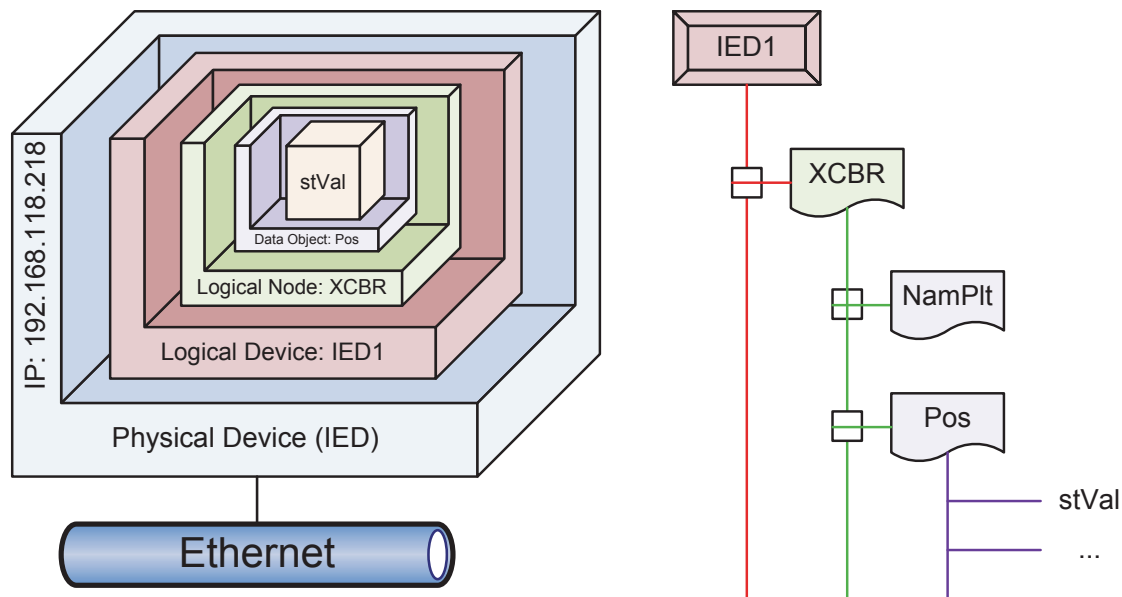 IP: 192.168.118.218
stVal
Data Object: Pos
Logical Node: XCBR
Logical Device: IED1
Physical Device (IED)
Ethernet
IED1
XCBR
NamPlt
Pos
stVal
...